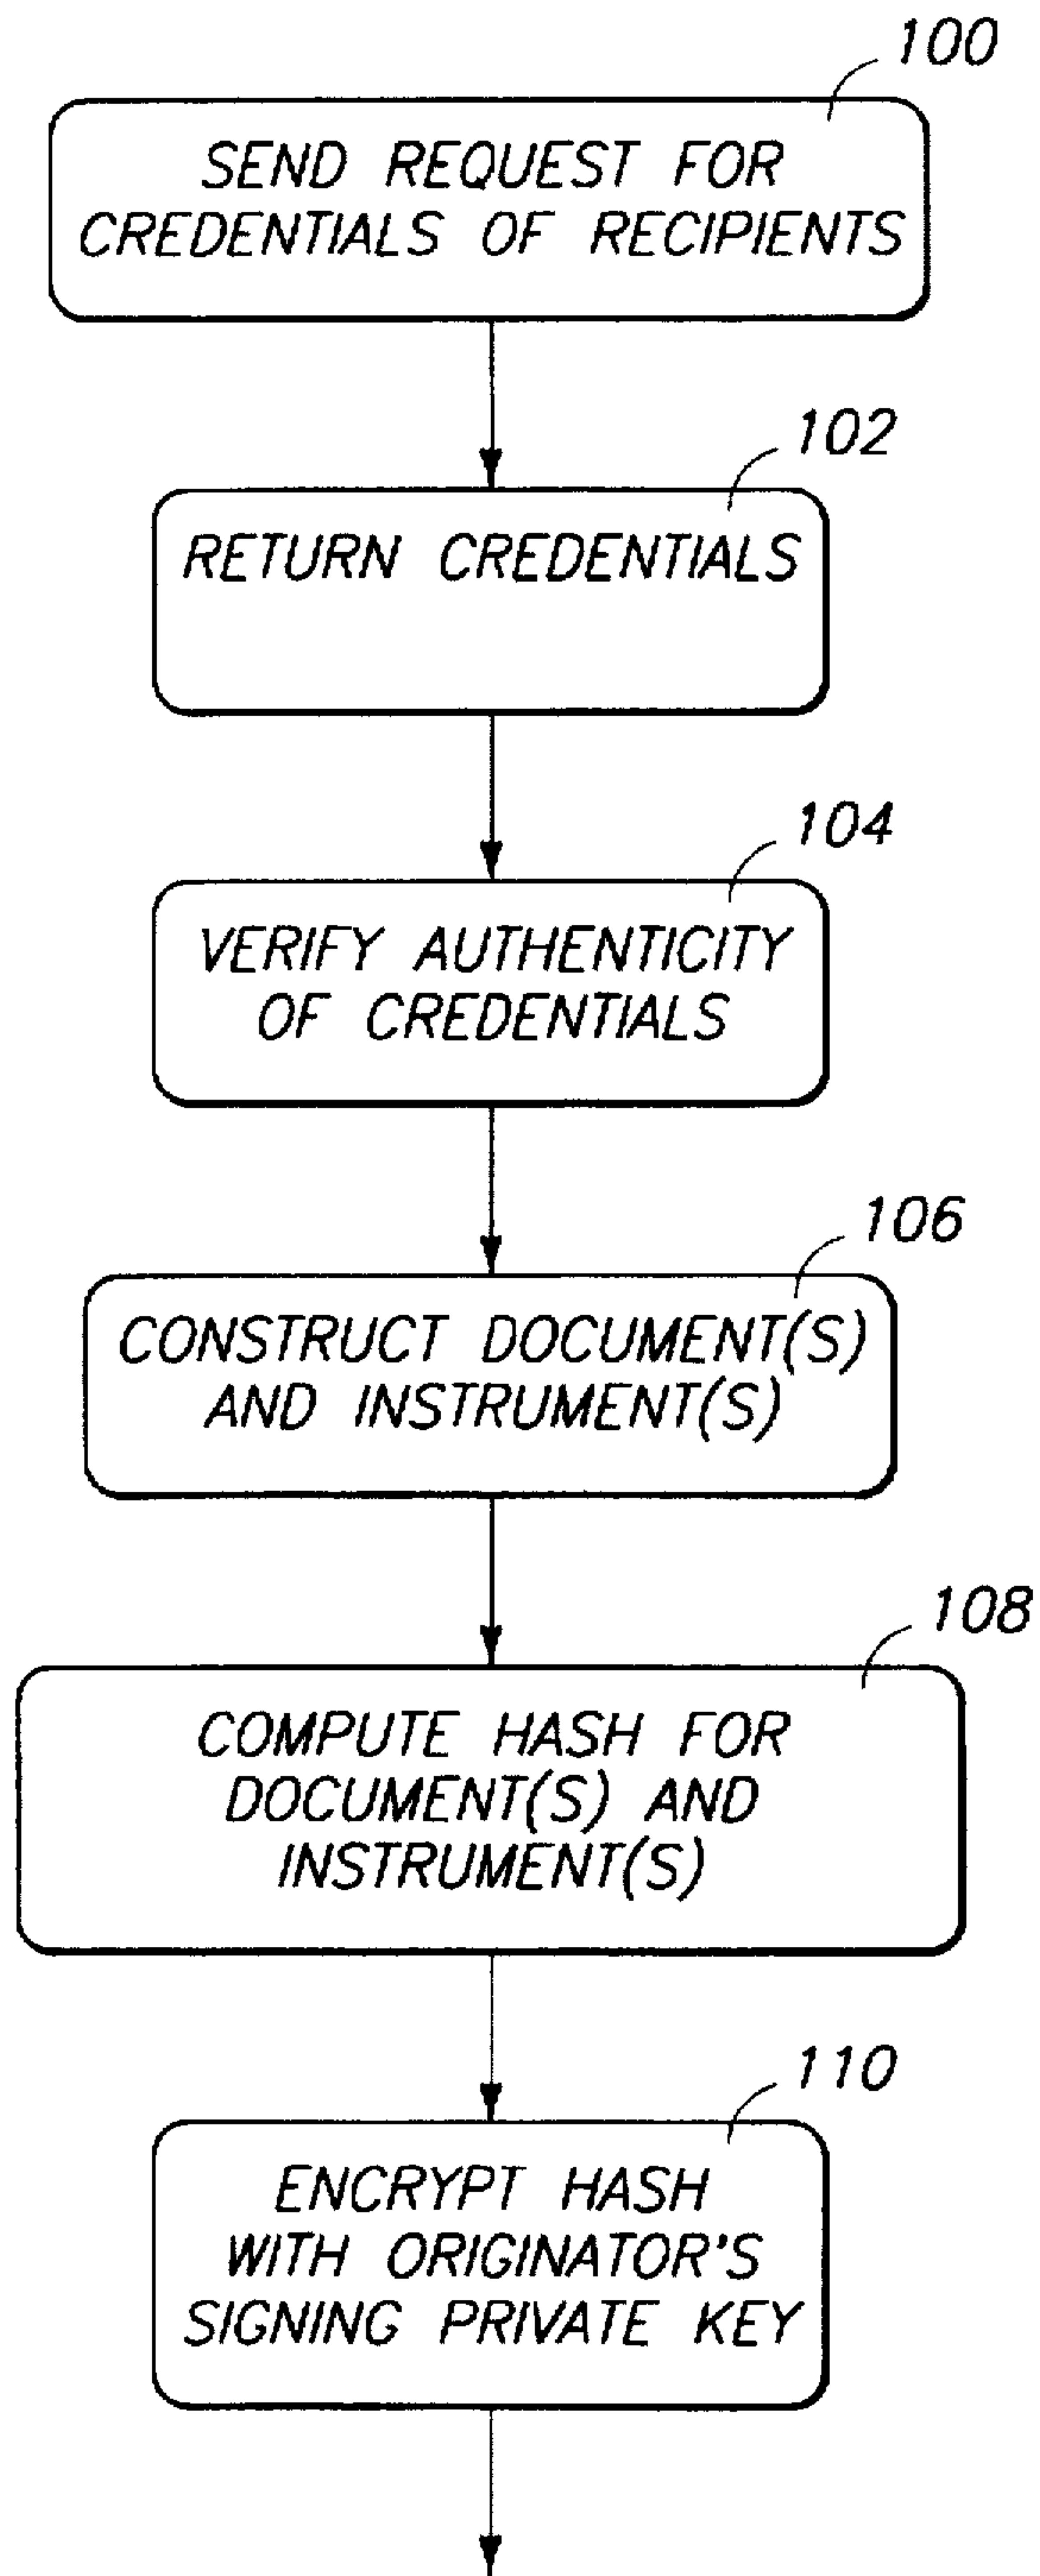 100
SEND REQUEST FOR
CREDENTIALS OF RECIPIENTS
102
RETURN CREDENTIALS
104
VERIFY AUTHENTICITY
OF CREDENTIALS
106
CONSTRUCT DOCUMENT(S)
AND INSTRUMENT(S)
108
COMPUTE HASH FOR
DOCUMENT(S) AND
INSTRUMENT(S)
110
ENCRYPT HASH
WITH ORIGINATOR'S
SIGNING PRIVATE KEY